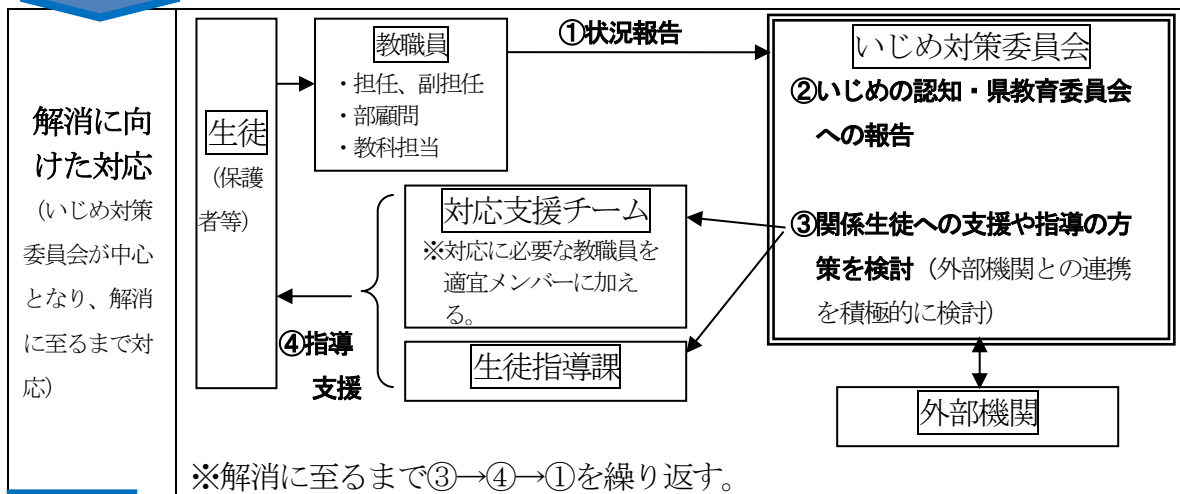 解消に向
けた対応
（いじめ対策
委員会が中心
となり、解消
に至るまで対
応）
生徒
（保護
者等）
教職員
・担任、副担任
・部顧問
・教科担当
①状況報告
いじめ対策委員会
②いじめの認知・県教育委員会
への報告
③関係生徒への支援や指導の方
策を検討（外部機関との連携
を積極的に検討）
対応支援チーム
※対応に必要な教職員を
適宜メンバーに加え
る。
④指導
支援
生徒指導課
外部機関
※解消に至るまで③→④→①を繰り返す。